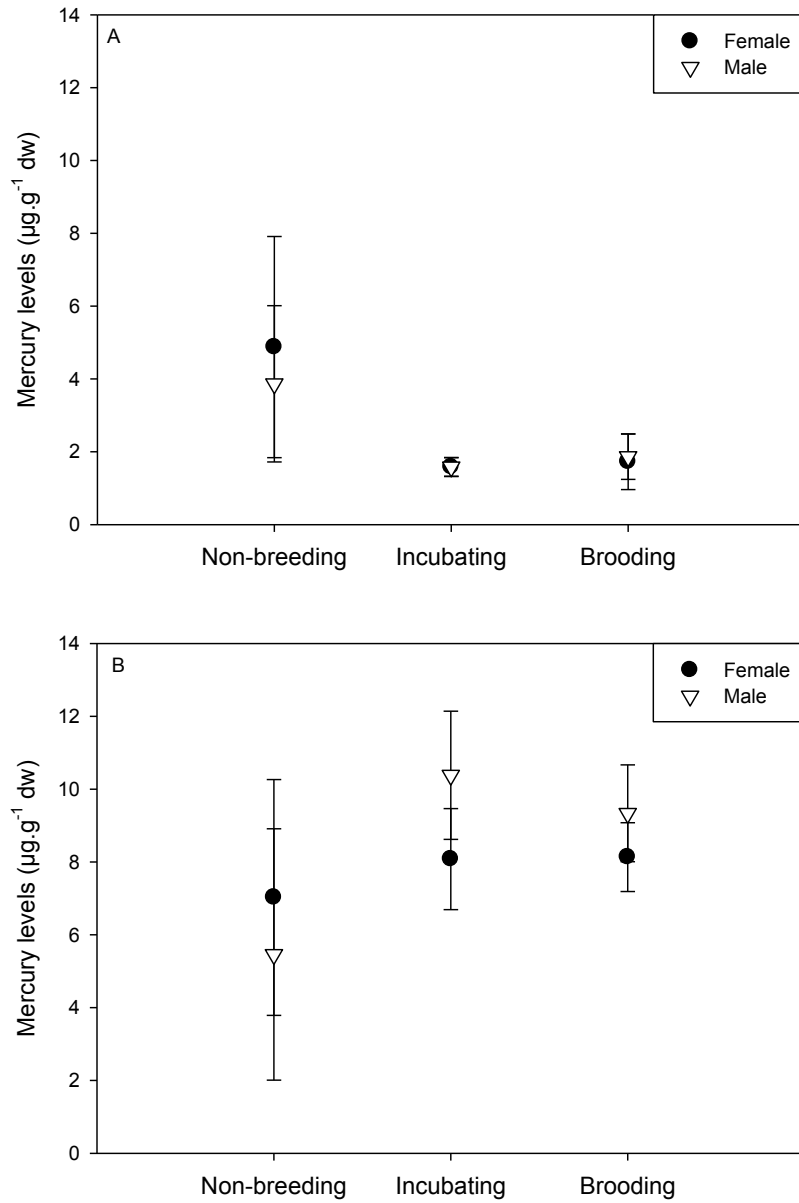 A
Female
Male
14
12
10
8
6
4
2
0
Mercury levels (µg.g⁻¹ dw)
Non-breeding Incubating Brooding
B
Female
Male
14
12
10
8
6
4
2
0
Mercury levels (µg.g⁻¹ dw)
Non-breeding Incubating Brooding